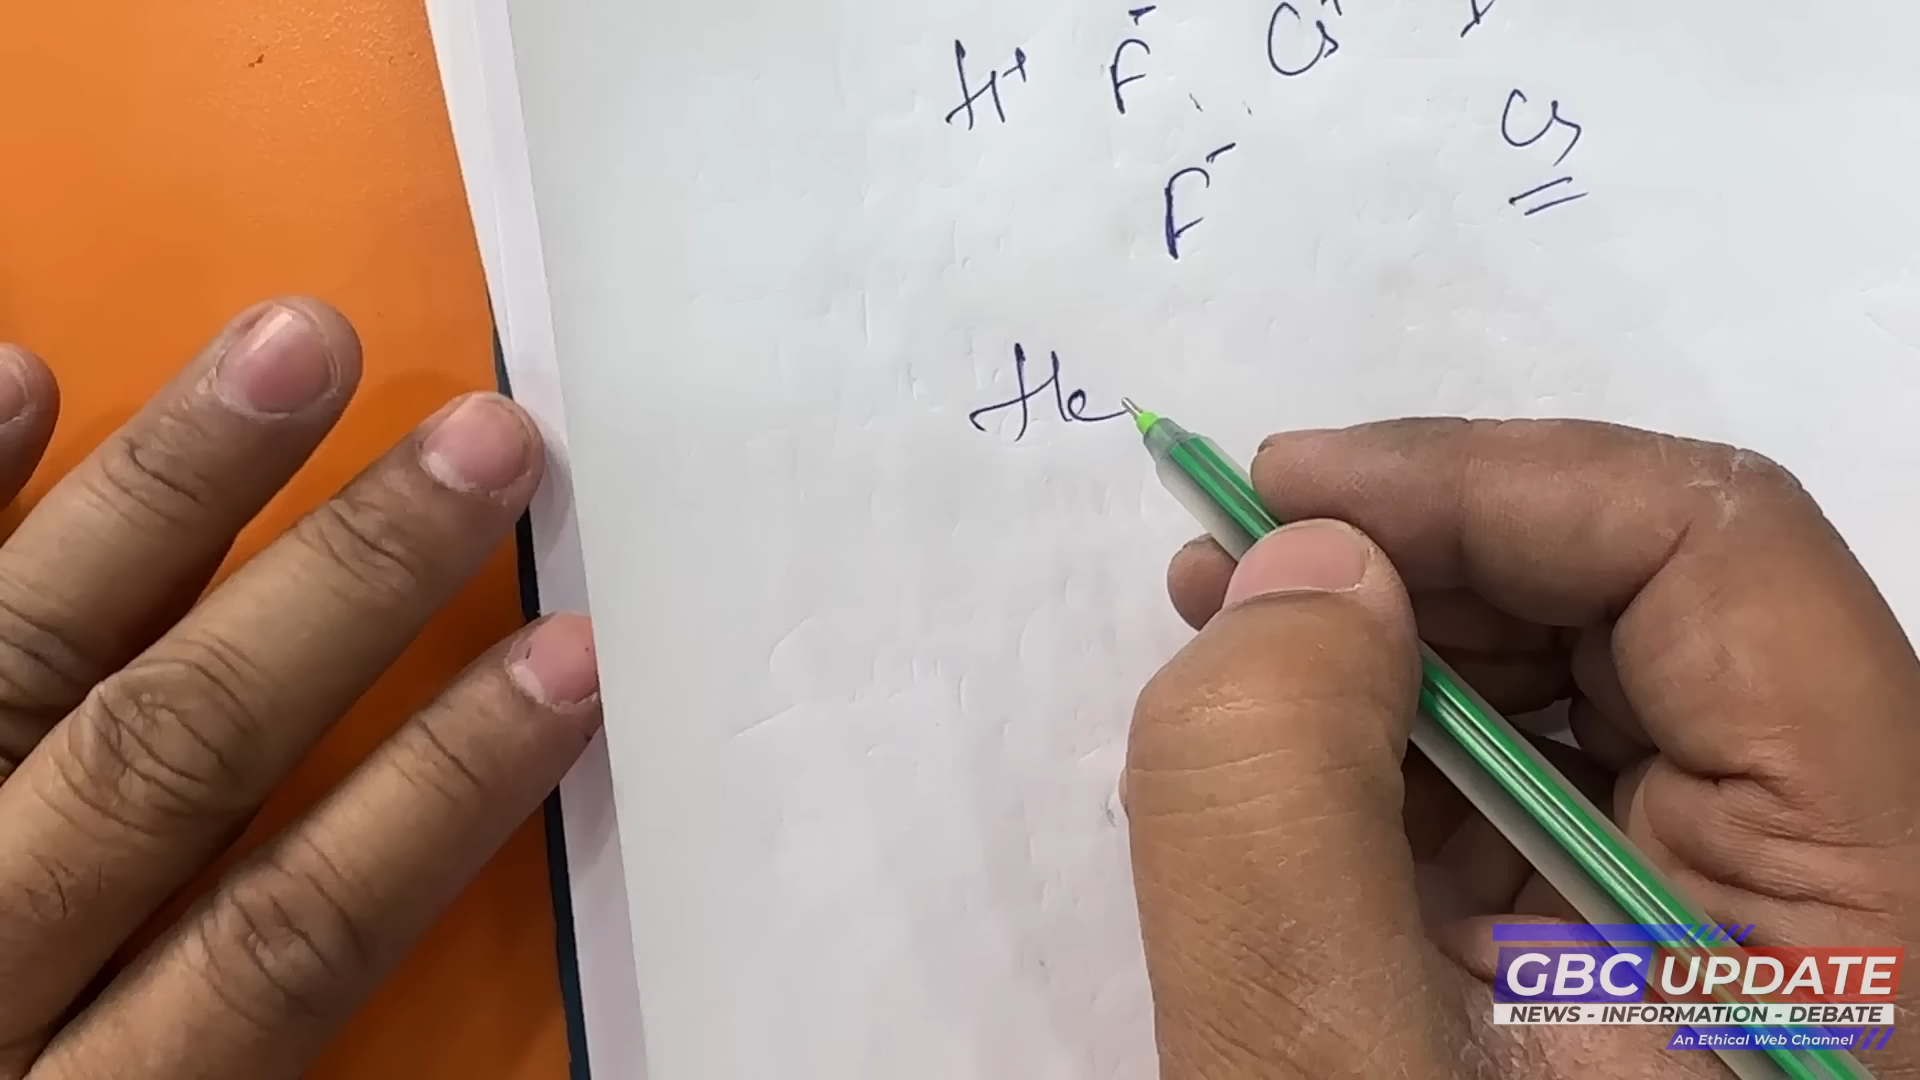 H⁺ F⁻ Cs⁺
Cs
F⁻
He
GBC UPDATE
NEWS - INFORMATION - DEBATE
An Ethical Web Channel